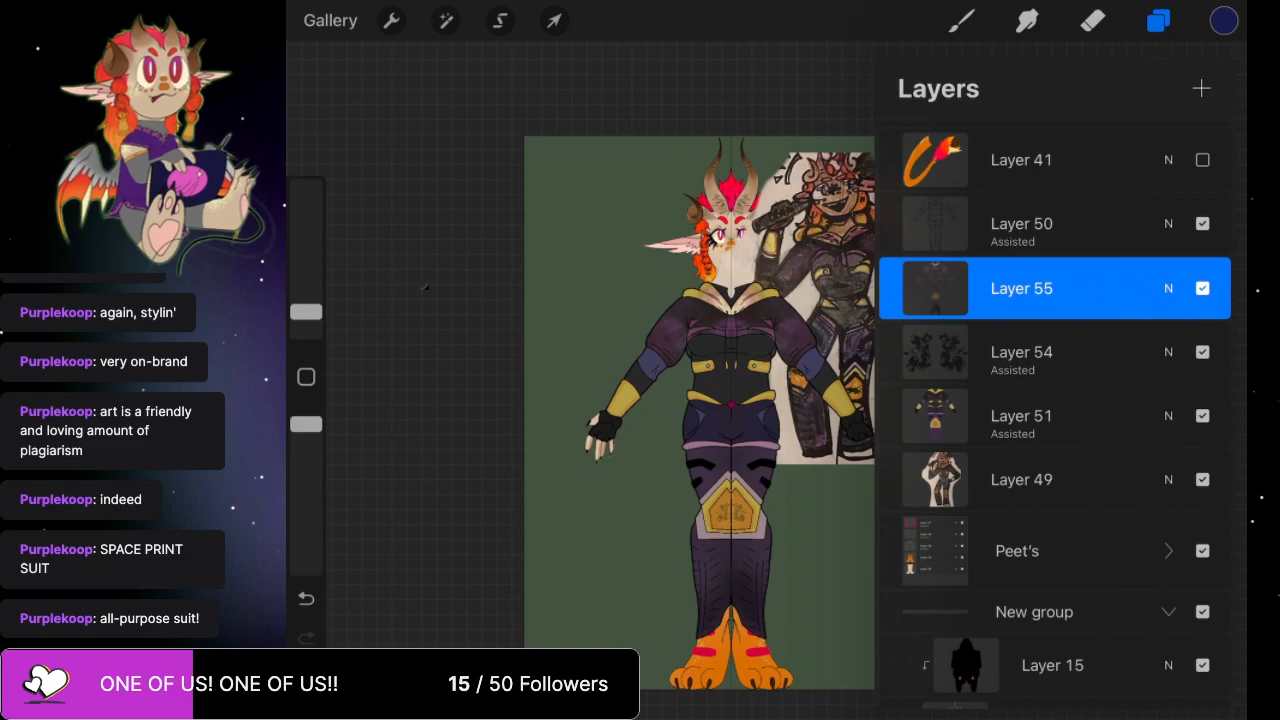 Gallery
Layers
Layer 41
N
Layer 50
N
Assisted
Layer 55
N
Layer 54
N
Assisted
Layer 51
N
Assisted
Layer 49
N
Peet's
New group
Layer 15
N
Purplekoop: again, stylin'
Purplekoop: very on-brand
Purplekoop: art is a friendly
and loving amount of
plagiarism
Purplekoop: indeed
Purplekoop: SPACE PRINT
SUIT
Purplekoop: all-purpose suit!
ONE OF US! ONE OF US!!
15 / 50 Followers